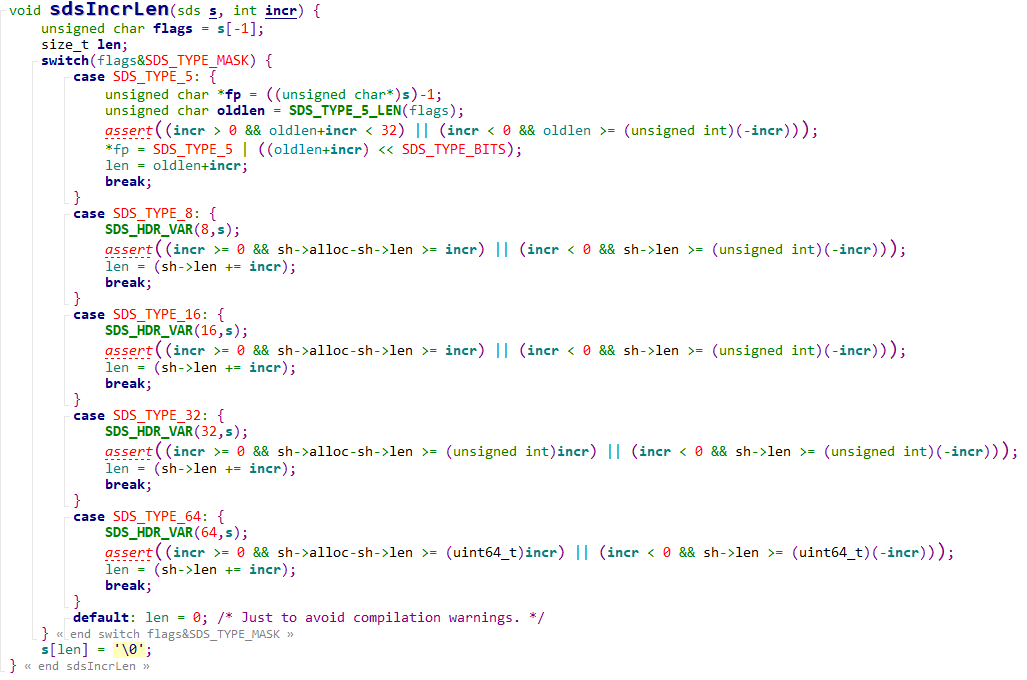 void sdsIncrLen(sds s, int incr) {
    unsigned char flags = s[-1];
    size_t len;
    switch(flags&SDS_TYPE_MASK) {
        case SDS_TYPE_5: {
            unsigned char *fp = ((unsigned char*)s)-1;
            unsigned char oldlen = SDS_TYPE_5_LEN(flags);
            assert((incr > 0 && oldlen+incr < 32) || (incr < 0 && oldlen >= (unsigned int)(-incr)));
            *fp = SDS_TYPE_5 | ((oldlen+incr) << SDS_TYPE_BITS);
            len = oldlen+incr;
            break;
        }
        case SDS_TYPE_8: {
            SDS_HDR_VAR(8,s);
            assert((incr >= 0 && sh->alloc-sh->len >= incr) || (incr < 0 && sh->len >= (unsigned int)(-incr)));
            len = (sh->len += incr);
            break;
        }
        case SDS_TYPE_16: {
            SDS_HDR_VAR(16,s);
            assert((incr >= 0 && sh->alloc-sh->len >= incr) || (incr < 0 && sh->len >= (unsigned int)(-incr)));
            len = (sh->len += incr);
            break;
        }
        case SDS_TYPE_32: {
            SDS_HDR_VAR(32,s);
            assert((incr >= 0 && sh->alloc-sh->len >= (unsigned int)incr) || (incr < 0 && sh->len >= (unsigned int)(-incr)));
            len = (sh->len += incr);
            break;
        }
        case SDS_TYPE_64: {
            SDS_HDR_VAR(64,s);
            assert((incr >= 0 && sh->alloc-sh->len >= (uint64_t)incr) || (incr < 0 && sh->len >= (uint64_t)(-incr)));
            len = (sh->len += incr);
            break;
        }
        default: len = 0; /* Just to avoid compilation warnings. */
    } « end switch flags&SDS_TYPE_MASK »
    s[len] = '\0';
} « end sdsIncrLen »